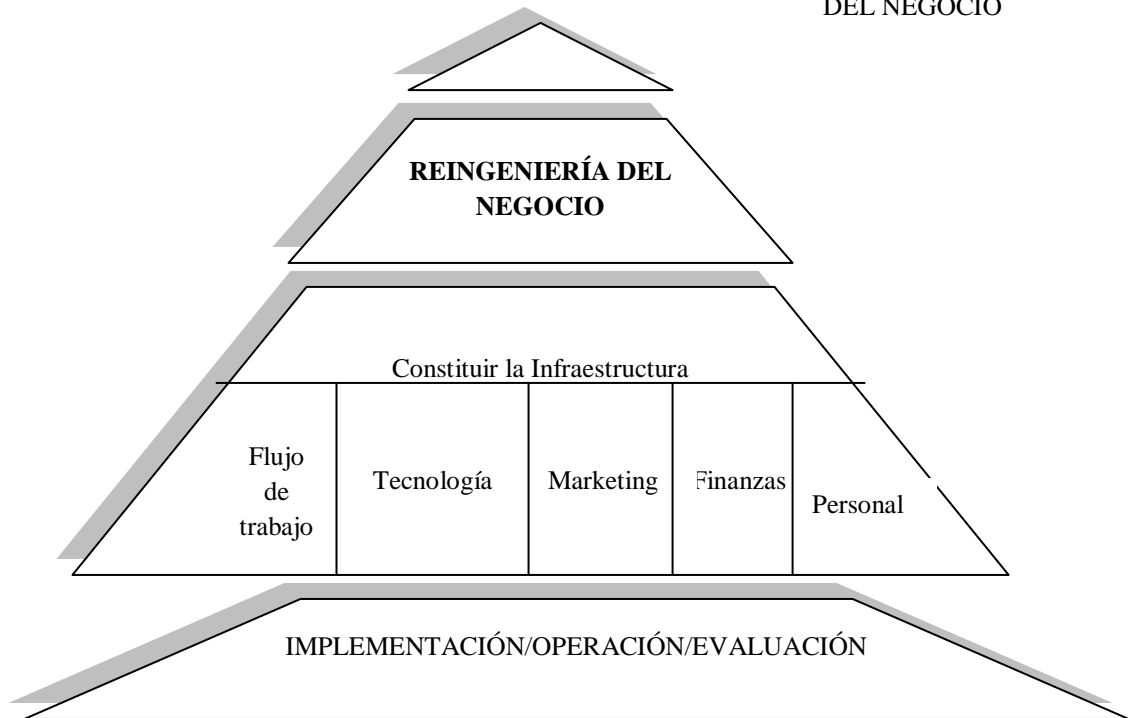 DEL NEGOCIO
REINGENIERÍA DEL
NEGOCIO
Constituir la Infraestructura
Flujo
de
trabajo
Tecnología
Marketing
Finanzas
Personal
IMPLEMENTACIÓN/OPERACIÓN/EVALUACIÓN